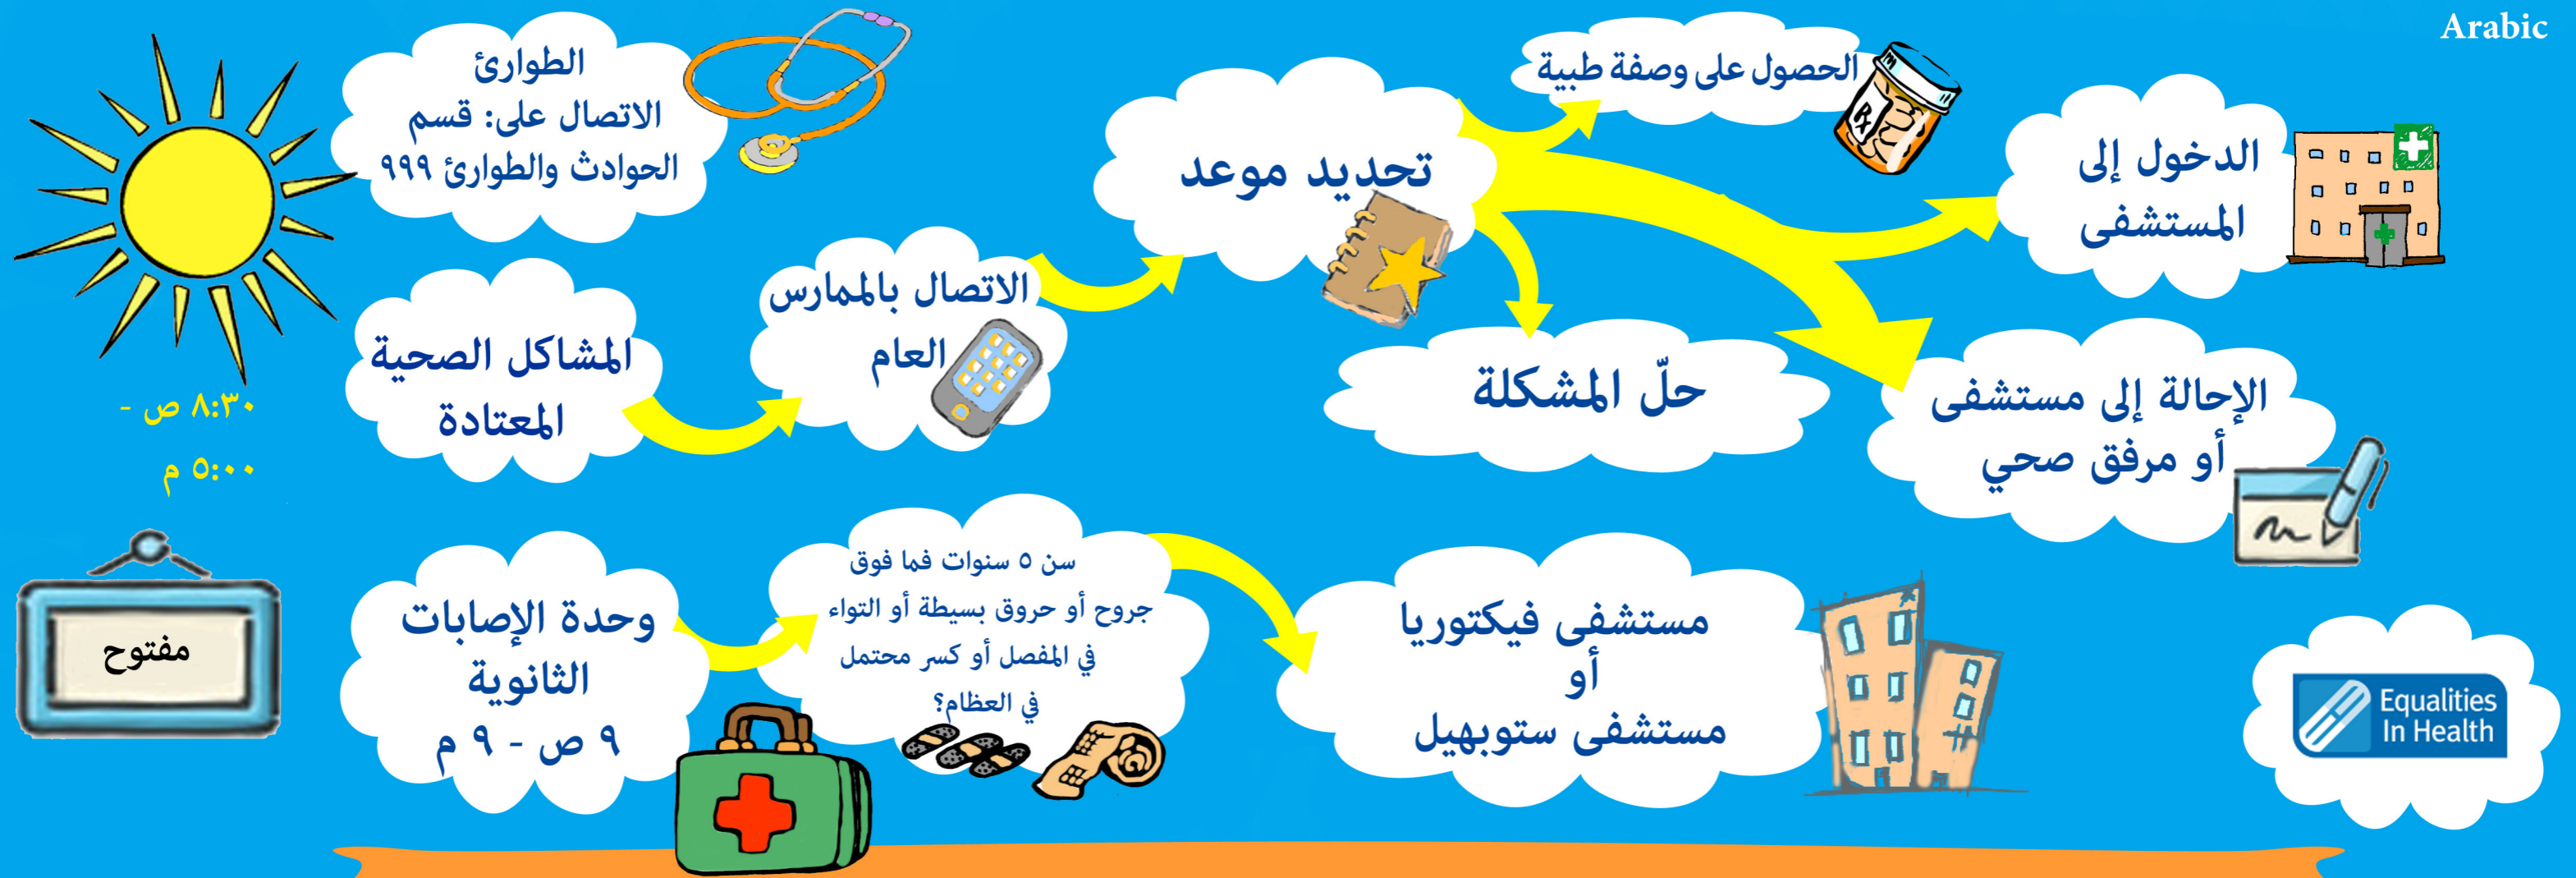 Arabic
الطوارئ
الاتصال على: قسم
الحوادث والطوارئ ٩٩٩
المشاكل الصحية
المعتادة
الاتصال بالممارس
العام
تحديد موعد
الحصول على وصفة طبية
الدخول إلى
المستشفى
حلّ المشكلة
الإحالة إلى مستشفى
أو مرفق صحي
٨:٣٠ ص -
٥:٠٠ م
مفتوح
وحدة الإصابات
الثانوية
٩ ص - ٩ م
سن ٥ سنوات فما فوق
جروح أو حروق بسيطة أو التواء
في المفصل أو كسر محتمل
في العظام؟
مستشفى فيكتوريا
أو
مستشفى ستوبهيل
Rx
Equalities
In Health